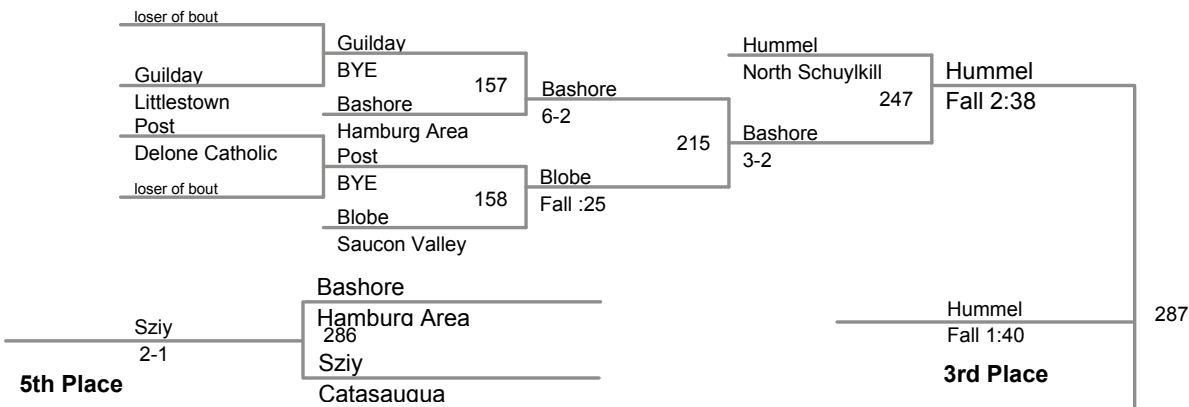 loser of bout
Guilday
BYE
Guilday
Littlestown
157
Bashore
Hamburg Area
Bashore
6-2
Post
Delone Catholic
Post
BYE
loser of bout
158
Blobe
Saucon Valley
Blobe
Fall :25
215
Hummel
North Schuylkill
247
Bashore
3-2
Hummel
Fall 2:38
Bashore
Hamburg Area
286
Sziy
Catasauqua
Sziy
2-1
5th Place
Hummel
Fall 1:40
287
3rd Place